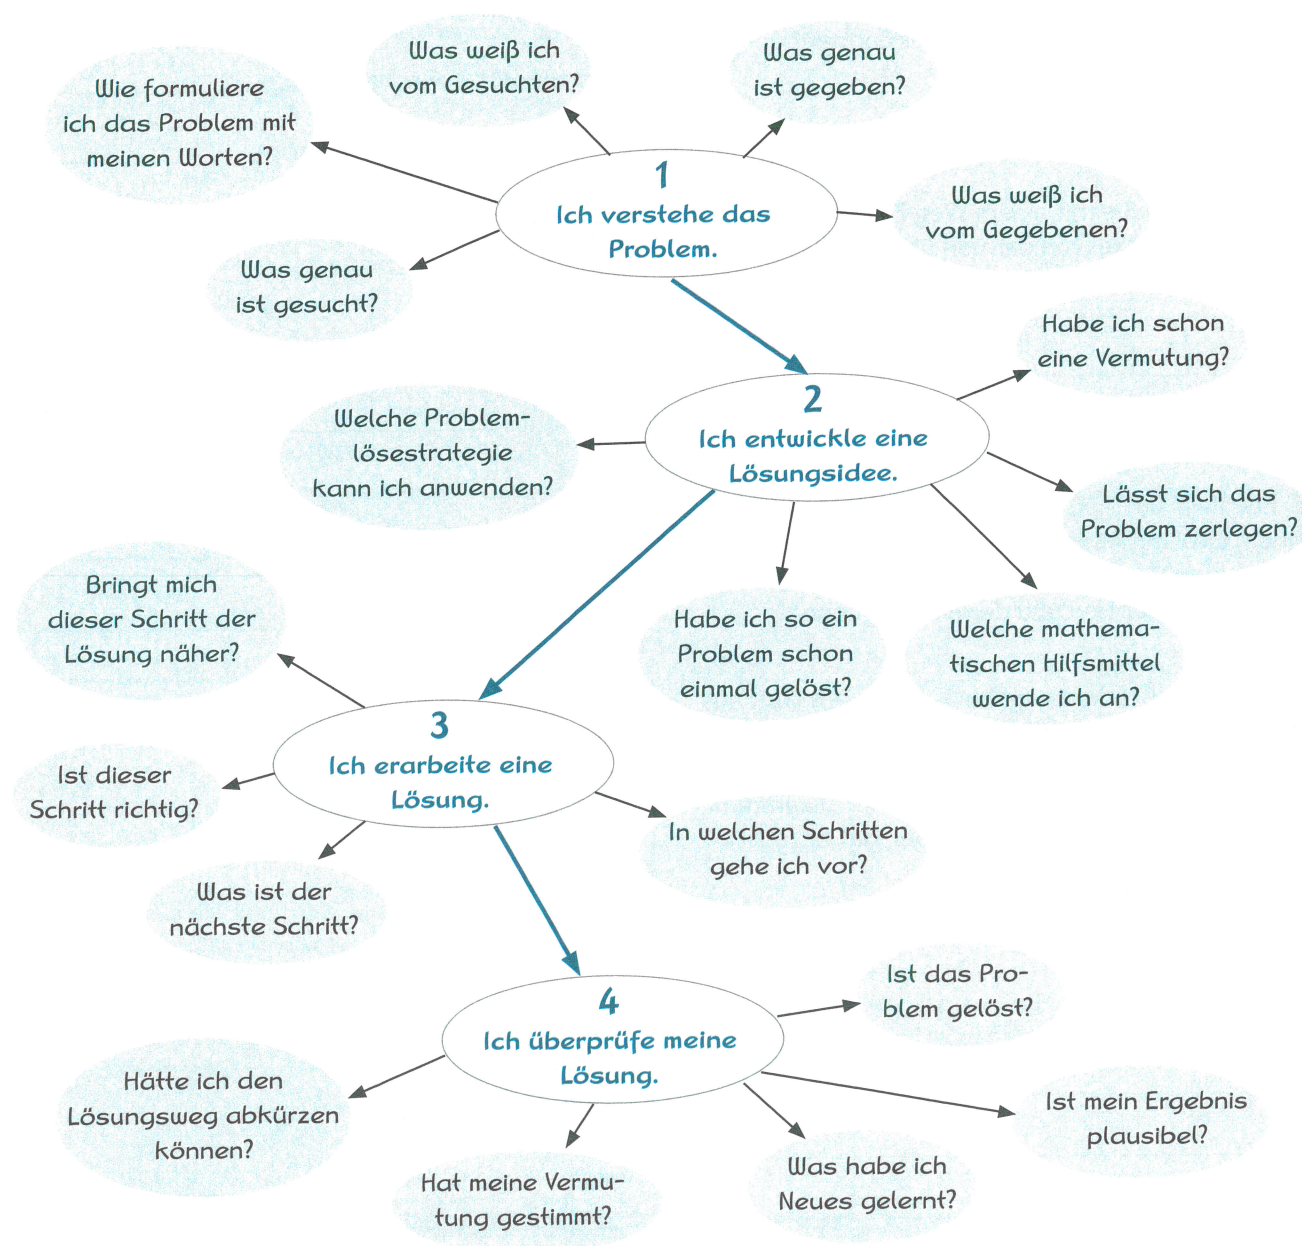 Was weiß ich
vom Gesuchten?
Was genau
ist gegeben?
Wie formuliere
ich das Problem mit
meinen Worten?
1
Ich verstehe das
Problem.
Was weiß ich
vom Gegebenen?
Was genau
ist gesucht?
Habe ich schon
eine Vermutung?
2
Ich entwickle eine
Lösungsidee.
Welche Problem-
lösestrategie
kann ich anwenden?
Lässt sich das
Problem zerlegen?
Habe ich so ein
Problem schon
einmal gelöst?
Welche mathema-
tischen Hilfsmittel
wende ich an?
Bringt mich
dieser Schritt der
Lösung näher?
3
Ich erarbeite eine
Lösung.
Ist dieser
Schritt richtig?
In welchen Schritten
gehe ich vor?
Was ist der
nächste Schritt?
Ist das Pro-
blem gelöst?
4
Ich überprüfe meine
Lösung.
Hätte ich den
Lösungsweg abkürzen
können?
Ist mein Ergebnis
plausibel?
Was habe ich
Neues gelernt?
Hat meine Vermu-
tung gestimmt?